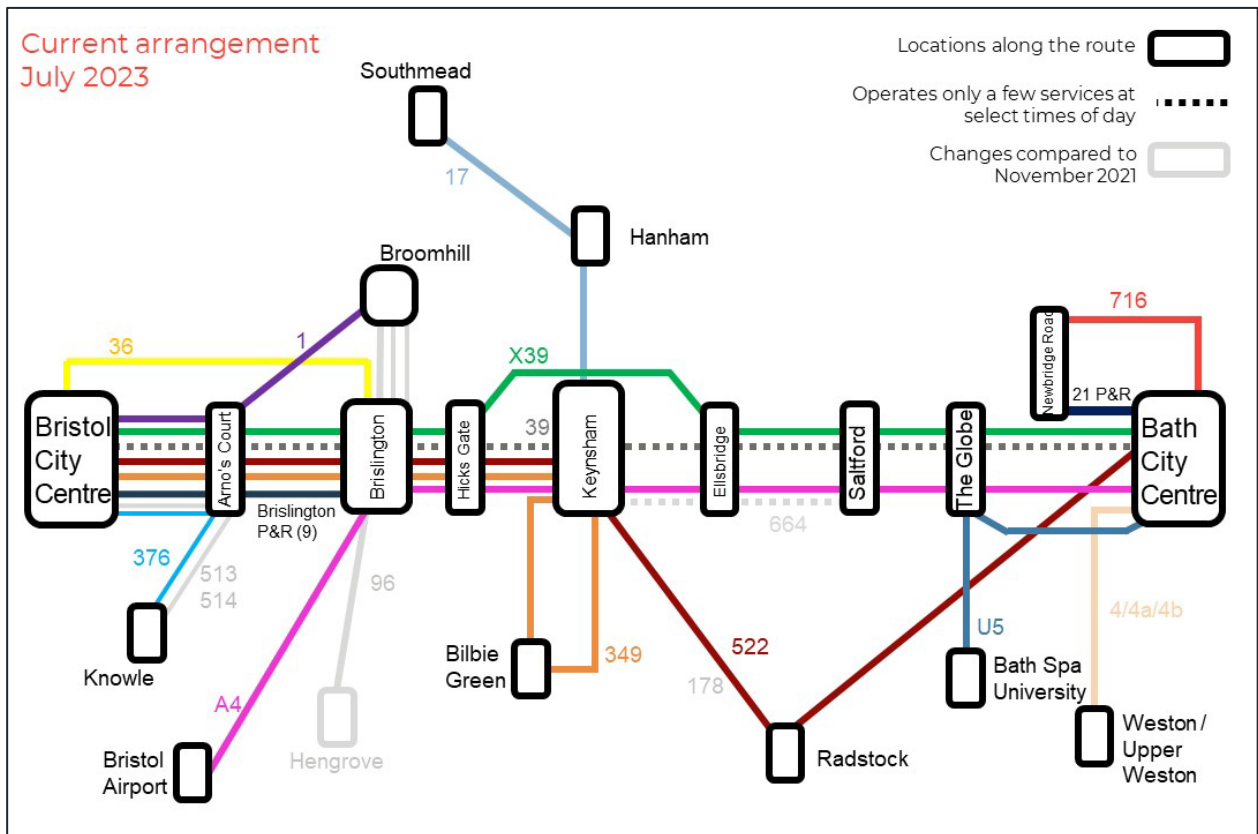 Current arrangement
July 2023
Locations along the route
Operates only a few services at
select times of day
Changes compared to
November 2021
Southmead
17
Hanham
Broomhill
1
36
X39
716
Newbridge Road
21 P&R
Bristol
City
Centre
Arno's Court
Brislington
Hicks Gate
39
Keynsham
Ellsbridge
Saltford
The Globe
Bath
City
Centre
Brislington
P&R (9)
664
376
513
514
96
4/4a/4b
U5
Knowle
Bilbie
Green
349
522
178
Bath Spa
University
A4
Hengrove
Bristol
Airport
Radstock
Weston /
Upper
Weston